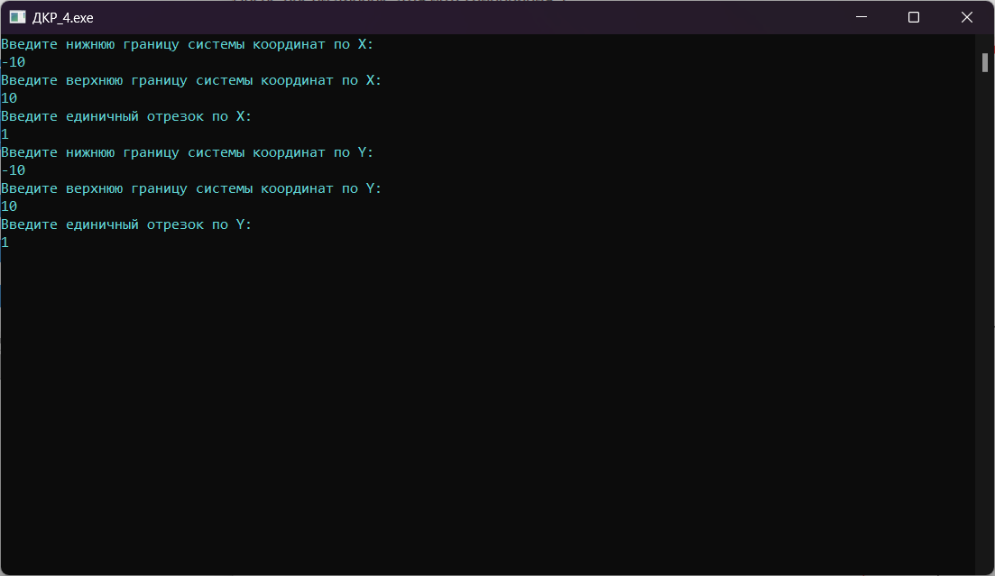 ДКР_4.exe
Введите нижнюю границу системы координат по X:
-10
Введите верхнюю границу системы координат по X:
10
Введите единичный отрезок по X:
1
Введите нижнюю границу системы координат по Y:
-10
Введите верхнюю границу системы координат по Y:
10
Введите единичный отрезок по Y:
1